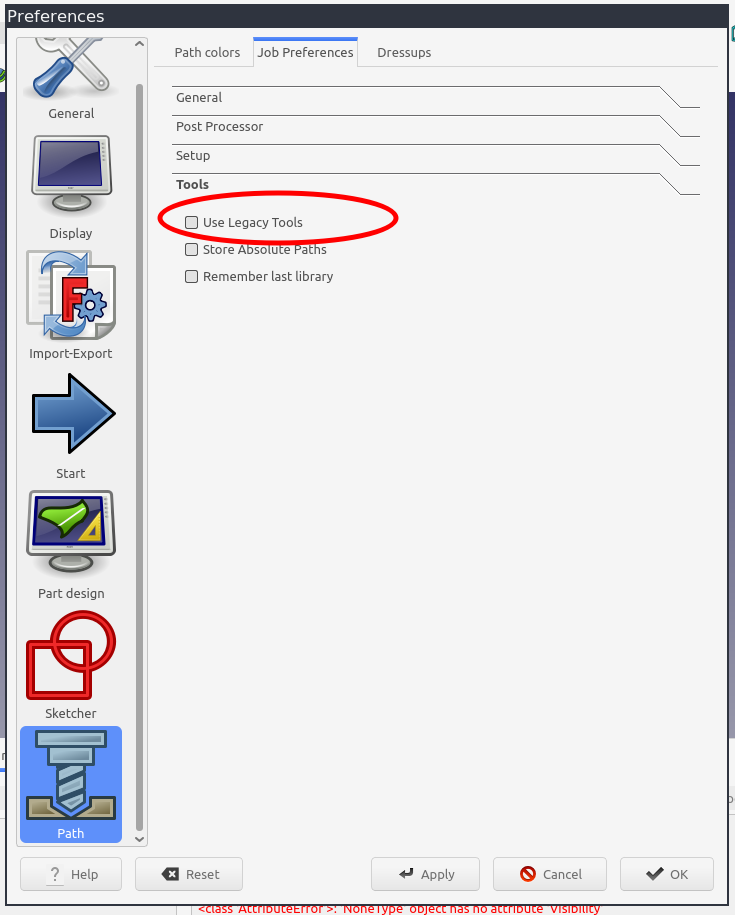 Preferences
General
Display
Import-Export
Start
Part design
Sketcher
Path
Path colors
Job Preferences
Dressups
General
Post Processor
Setup
Tools
Use Legacy Tools
Store Absolute Paths
Remember last library
Help
Reset
Apply
Cancel
OK
<class 'AttributeError'>: 'NoneType' object has no attribute 'Visibility'